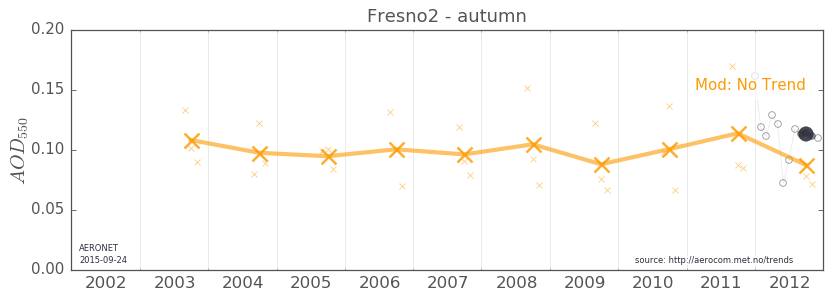 Fresno2 - autumn
0.20
0.15
0.10
0.05
0.00
AOD550
Mod: No Trend
AERONET
2015-09-24
source: http://aerocom.met.no/trends
2002 2003 2004 2005 2006 2007 2008 2009 2010 2011 2012